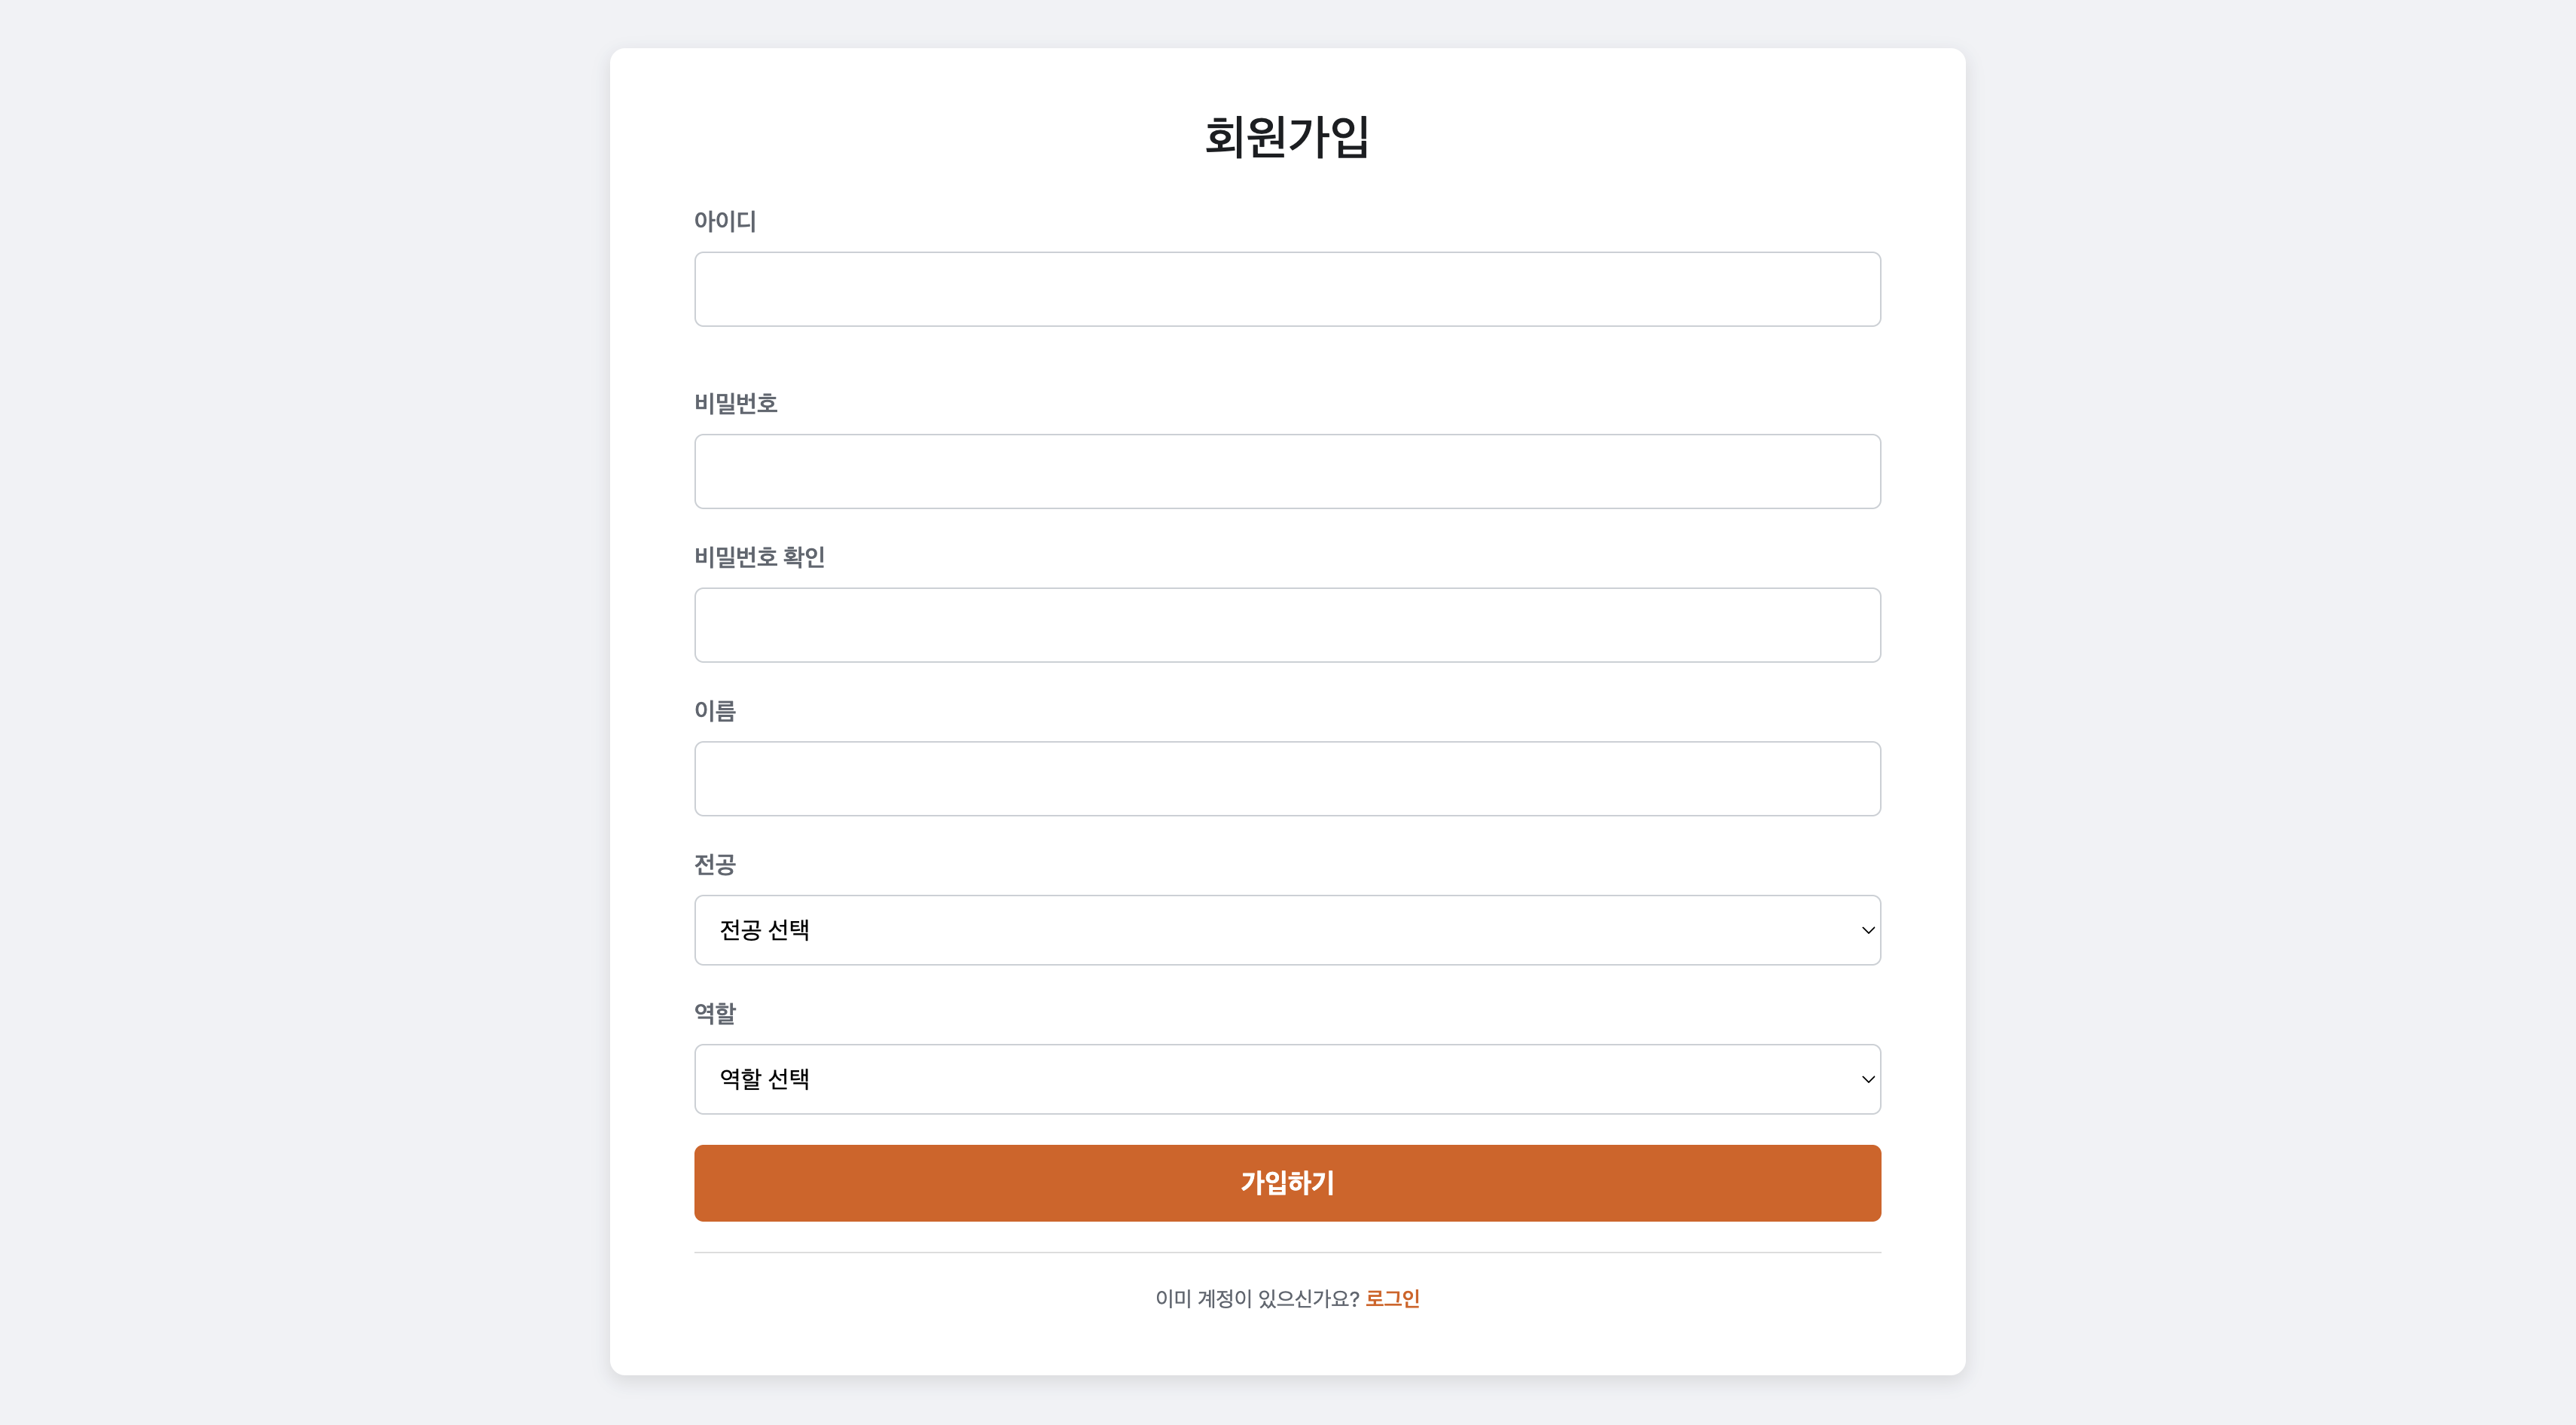 회원가입
아이디
비밀번호
비밀번호 확인
이름
전공
전공 선택
역할
역할 선택
가입하기
이미 계정이 있으신가요? 로그인